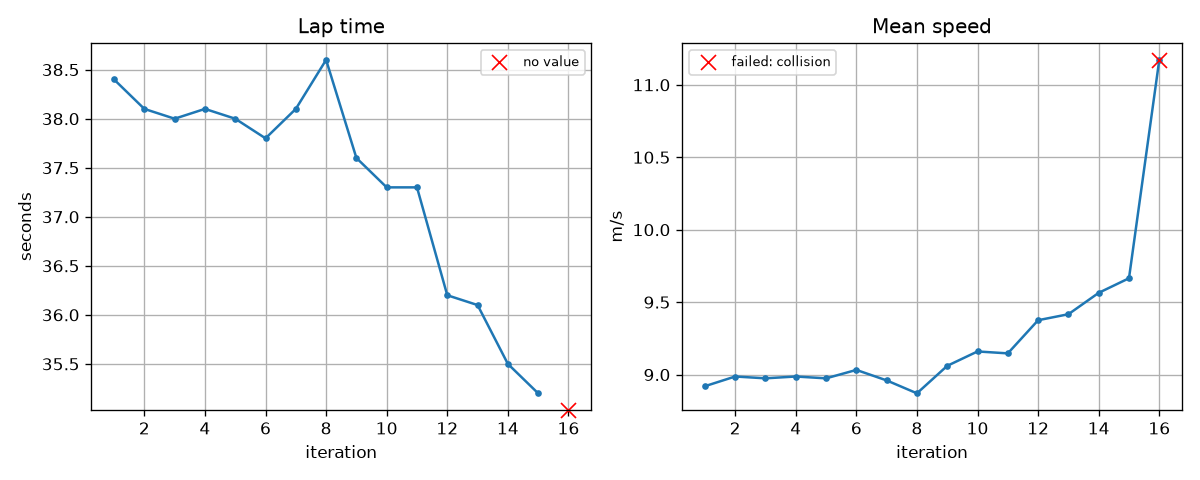 Lap time
no value
38.5
38.0
37.5
37.0
36.5
36.0
35.5
seconds
2 4 6 8 10 12 14 16
iteration
Mean speed
failed: collision
11.0
10.5
10.0
9.5
9.0
m/s
2 4 6 8 10 12 14 16
iteration